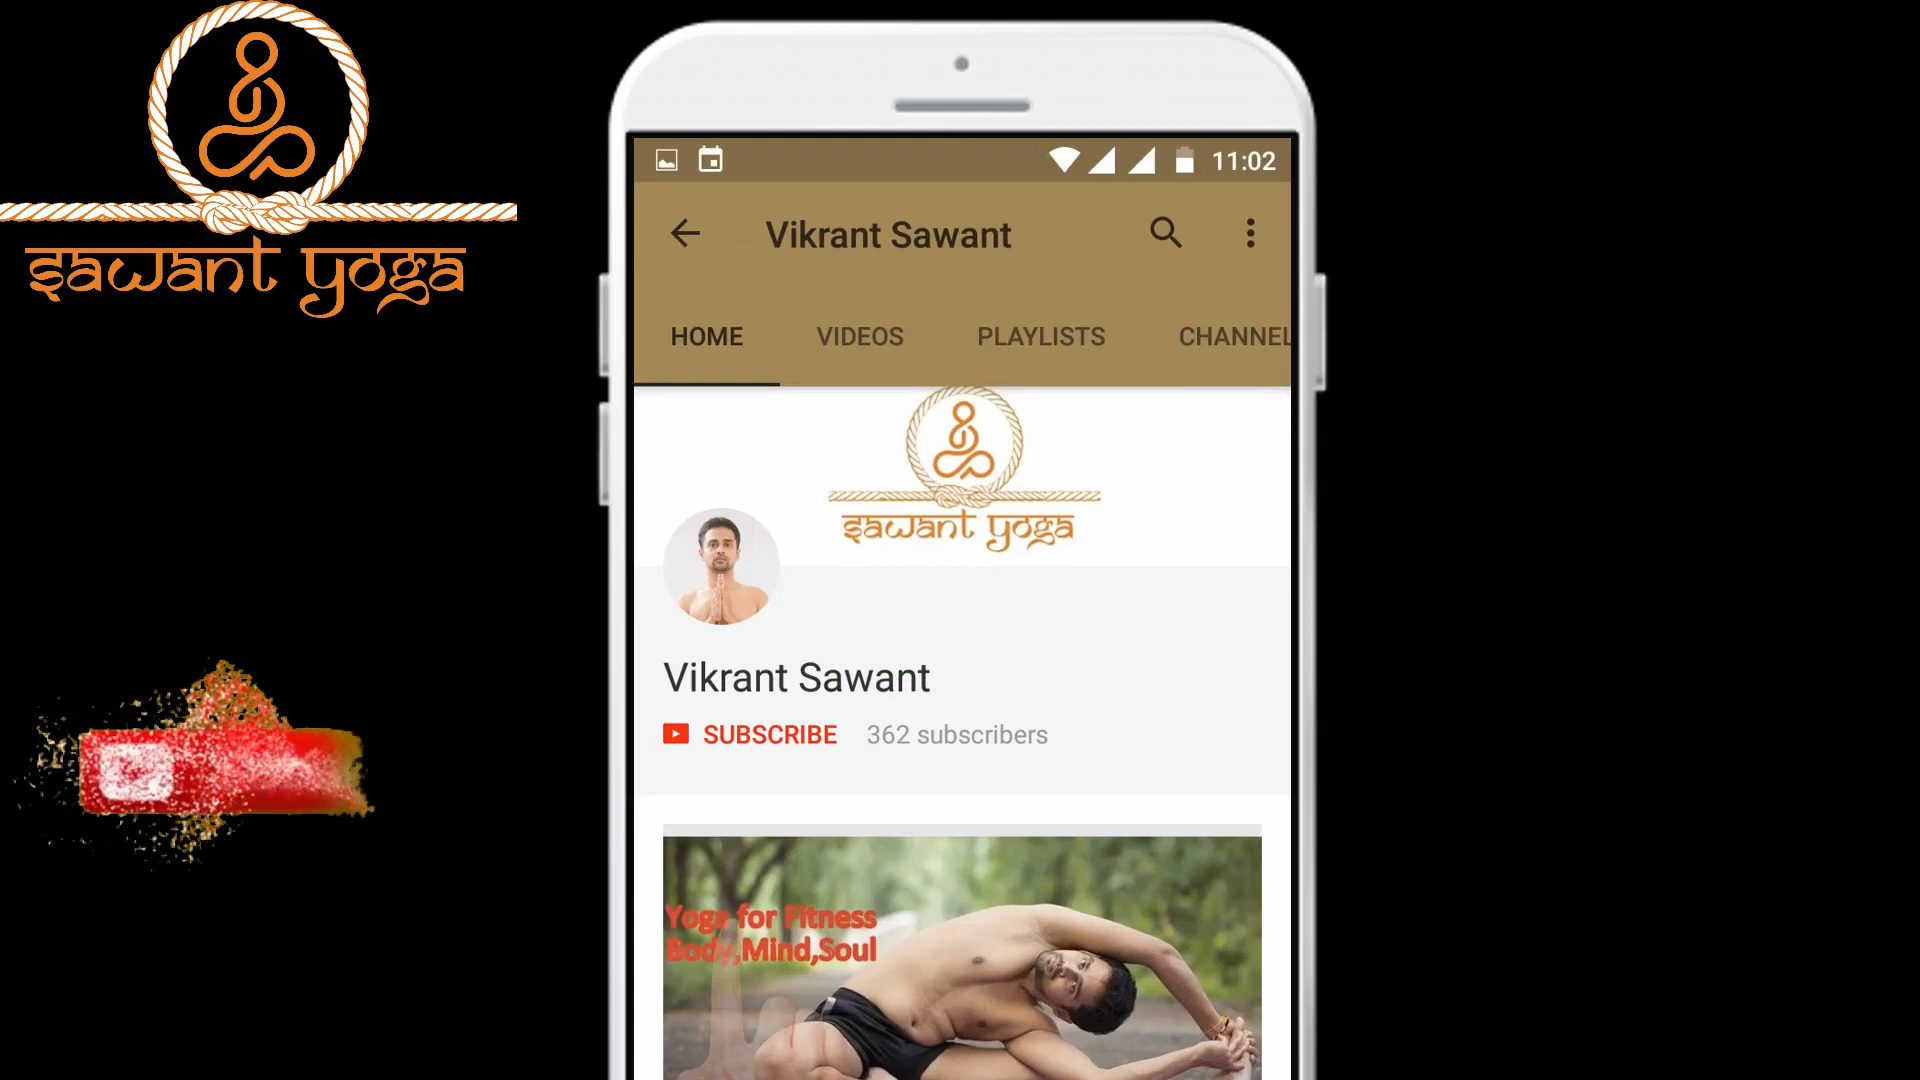 sawant yoga
11:02
Vikrant Sawant
HOME VIDEOS PLAYLISTS CHANNEL
sawant yoga
Vikrant Sawant
SUBSCRIBE 362 subscribers
Yoga for Fitness
Body,Mind,Soul